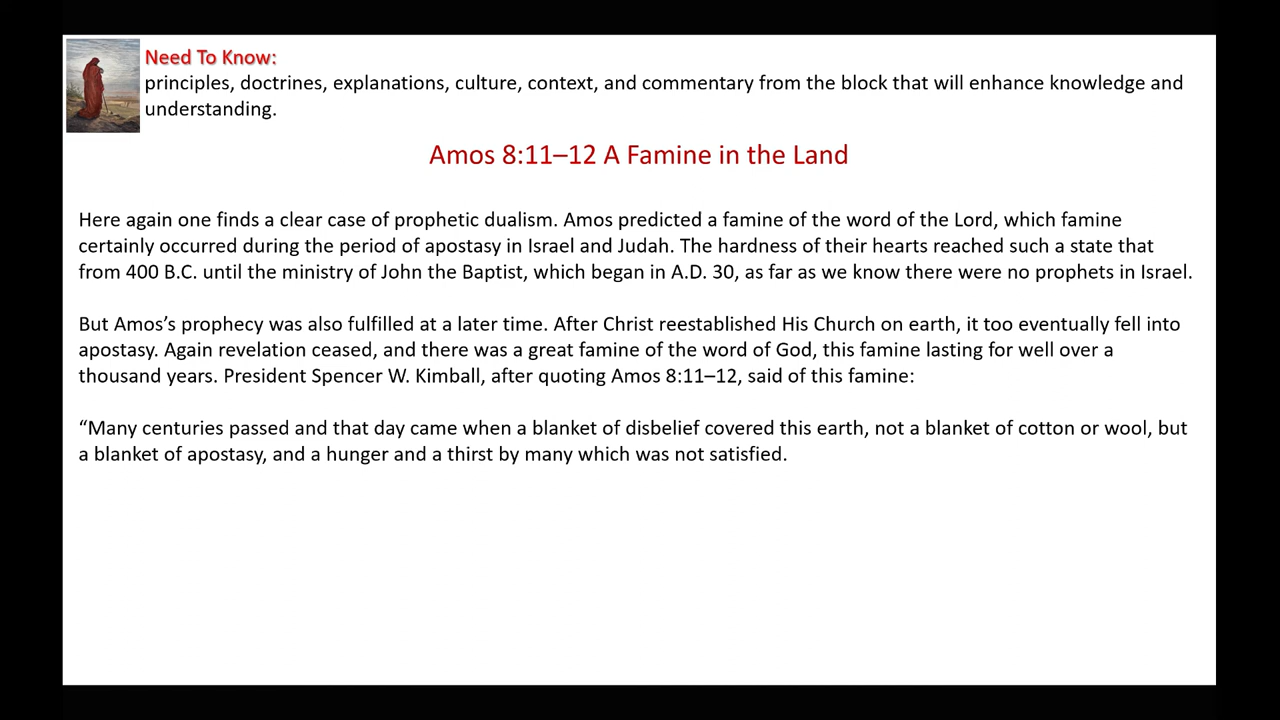 Need To Know:
principles, doctrines, explanations, culture, context, and commentary from the block that will enhance knowledge and
understanding.
Amos 8:11–12 A Famine in the Land
Here again one finds a clear case of prophetic dualism. Amos predicted a famine of the word of the Lord, which famine
certainly occurred during the period of apostasy in Israel and Judah. The hardness of their hearts reached such a state that
from 400 B.C. until the ministry of John the Baptist, which began in A.D. 30, as far as we know there were no prophets in Israel.
But Amos’s prophecy was also fulfilled at a later time. After Christ reestablished His Church on earth, it too eventually fell into
apostasy. Again revelation ceased, and there was a great famine of the word of God, this famine lasting for well over a
thousand years. President Spencer W. Kimball, after quoting Amos 8:11–12, said of this famine:
“Many centuries passed and that day came when a blanket of disbelief covered this earth, not a blanket of cotton or wool, but
a blanket of apostasy, and a hunger and a thirst by many which was not satisfied.